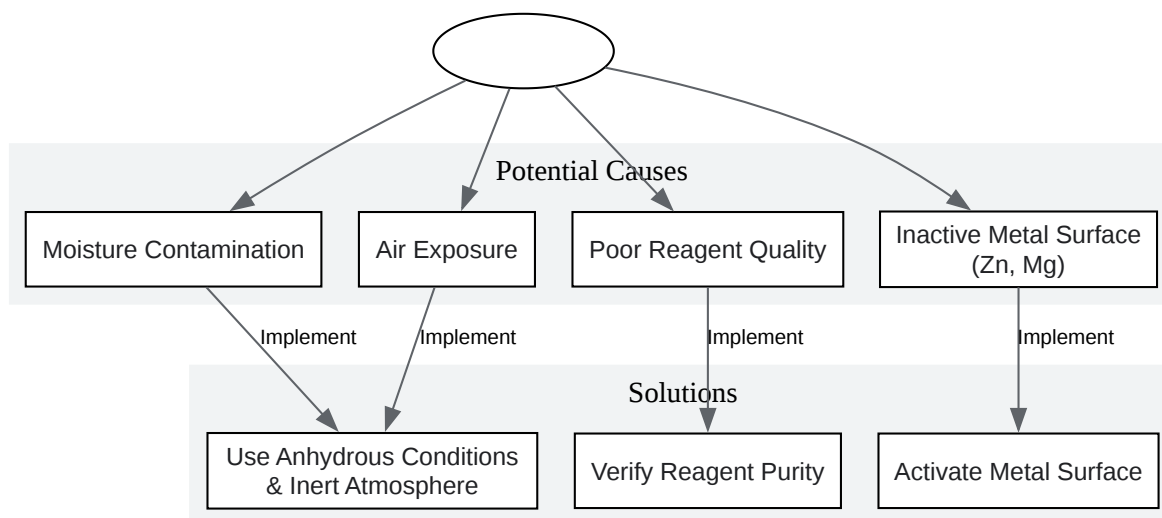 Potential Causes
Moisture Contamination
Air Exposure
Poor Reagent Quality
Inactive Metal Surface
(Zn, Mg)
Implement
Implement
Implement
Implement
Solutions
Use Anhydrous Conditions
& Inert Atmosphere
Verify Reagent Purity
Activate Metal Surface